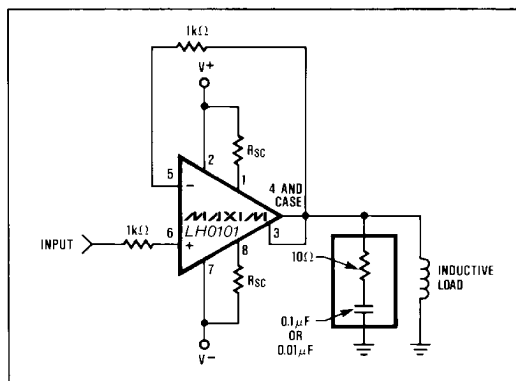 1kΩ
V+
RSC
2
1
5
−
4 AND
CASE
MAXIM
LH0101
3
INPUT
1kΩ
6
+
8
7
RSC
V−
10Ω
0.1μF
OR
0.01μF
INDUCTIVE
LOAD